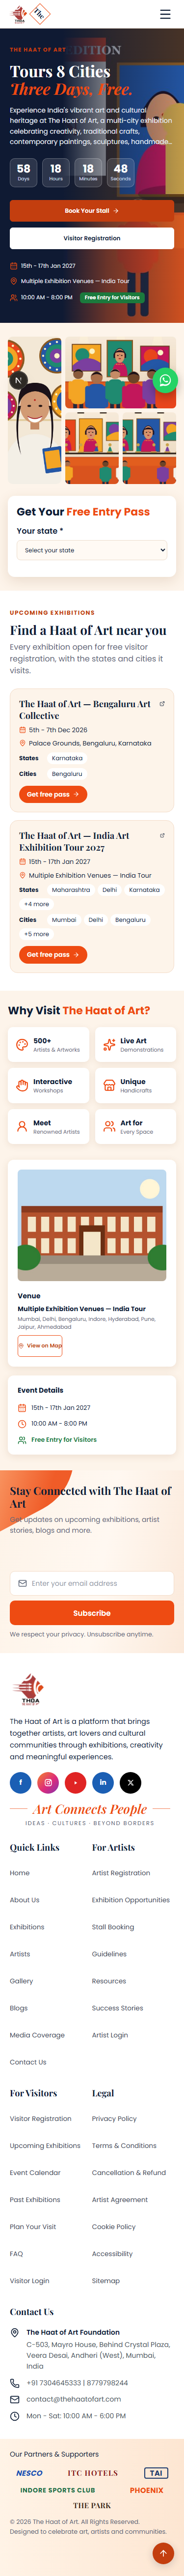 The
THE HAAT OF ART
EDITION
Tours 8 Cities
Three Days, Free.
Experience India's vibrant art and cultural
heritage at The Haat of Art, a multi-city exhibition
celebrating creativity, traditional crafts,
contemporary paintings, sculptures, handmade...
58
Days
18
Hours
18
Minutes
48
Seconds
Book Your Stall →
Visitor Registration
15th - 17th Jan 2027
Multiple Exhibition Venues — India Tour
10:00 AM - 8:00 PM
Free Entry for Visitors
N
Get Your Free Entry Pass
Your state *
Select your state
UPCOMING EXHIBITIONS
Find a Haat of Art near you
Every exhibition open for free visitor
registration, with the states and cities it
visits.
The Haat of Art — Bengaluru Art
Collective
5th - 7th Dec 2026
Palace Grounds, Bengaluru, Karnataka
States Karnataka
Cities Bengaluru
Get free pass →
The Haat of Art — India Art
Exhibition Tour 2027
15th - 17th Jan 2027
Multiple Exhibition Venues — India Tour
States Maharashtra Delhi Karnataka
+4 more
Cities Mumbai Delhi Bengaluru
+5 more
Get free pass →
Why Visit The Haat of Art?
500+
Artists & Artworks
Live Art
Demonstrations
Interactive
Workshops
Unique
Handicrafts
Meet
Renowned Artists
Art for
Every Space
Venue
Multiple Exhibition Venues — India Tour
Mumbai, Delhi, Bengaluru, Indore, Hyderabad, Pune,
Jaipur, Ahmedabad
View on Map
Event Details
15th - 17th Jan 2027
10:00 AM - 8:00 PM
Free Entry for Visitors
Stay Connected with The Haat of
Art
Get updates on upcoming exhibitions, artist
stories, blogs and more.
Enter your email address
Subscribe
We respect your privacy. Unsubscribe anytime.
THOA
The Haat of Art is a platform that brings
together artists, art lovers and cultural
communities through exhibitions, creativity
and meaningful experiences.
f
in
X
Art Connects People
IDEAS · CULTURES · BEYOND BORDERS
Quick Links
Home
About Us
Exhibitions
Artists
Gallery
Blogs
Media Coverage
Contact Us
For Artists
Artist Registration
Exhibition Opportunities
Stall Booking
Guidelines
Resources
Success Stories
Artist Login
For Visitors
Visitor Registration
Upcoming Exhibitions
Event Calendar
Past Exhibitions
Plan Your Visit
FAQ
Visitor Login
Legal
Privacy Policy
Terms & Conditions
Cancellation & Refund
Artist Agreement
Cookie Policy
Accessibility
Sitemap
Contact Us
The Haat of Art Foundation
C-503, Mayro House, Behind Crystal Plaza,
Veera Desai, Andheri (West), Mumbai,
India
+91 7304645333 | 8779798244
contact@thehaatofart.com
Mon - Sat: 10:00 AM - 6:00 PM
Our Partners & Supporters
NESCO
ITC HOTELS
TAI
INDORE SPORTS CLUB
PHOENIX
THE PARK
© 2026 The Haat of Art. All Rights Reserved.
Designed to celebrate art, artists and communities.